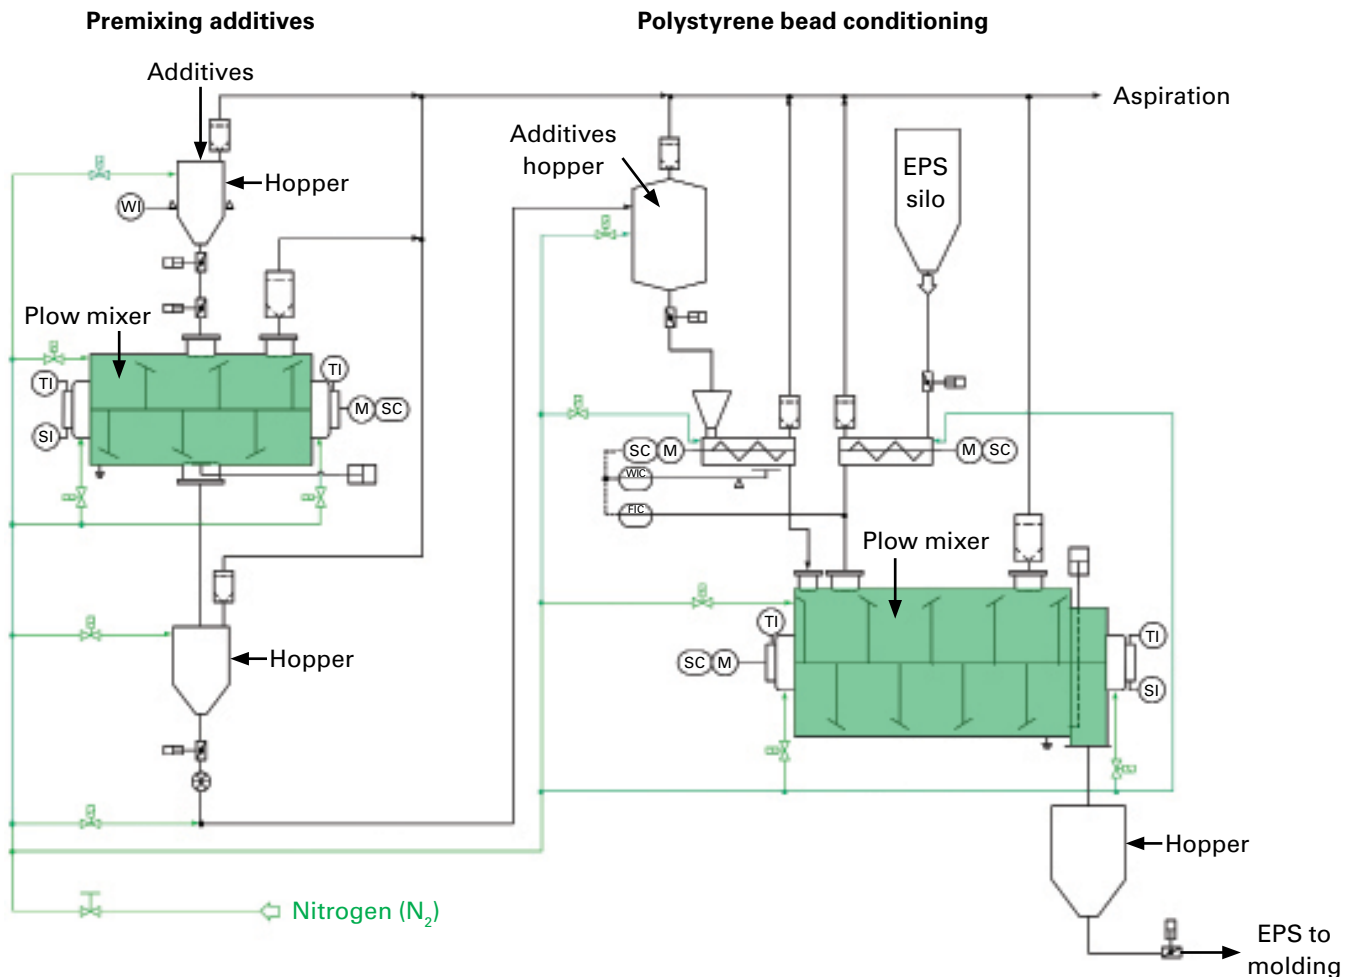 Premixing additives
Polystyrene bead conditioning
Additives
Aspiration
Additives
hopper
EPS
silo
Hopper
WI
Plow mixer
TI
TI
M
SC
SI
SC
M
M
SC
WIC
FIC
Plow mixer
TI
TI
SC
M
SI
Hopper
Hopper
Nitrogen (N₂)
EPS to
molding